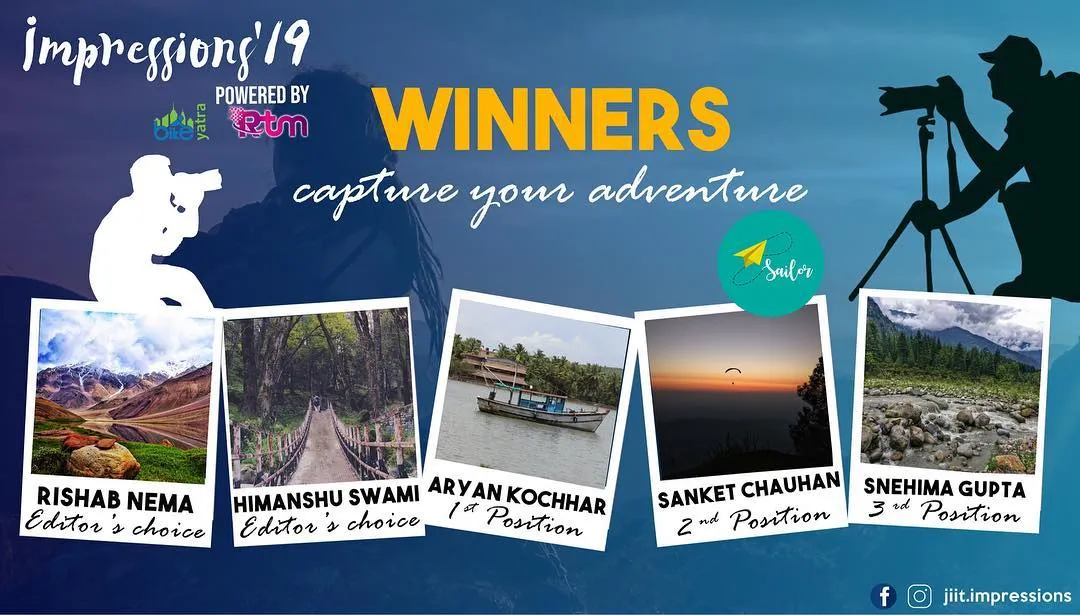 Impressions'19
POWERED BY
bike yatra
Rtm
WINNERS
capture your adventure
Sailor
RISHAB NEMA
Editor's choice
HIMANSHU SWAMI
Editor's choice
ARYAN KOCHHAR
1st Position
SANKET CHAUHAN
2nd Position
SNEHIMA GUPTA
3rd Position
jiit.impressions